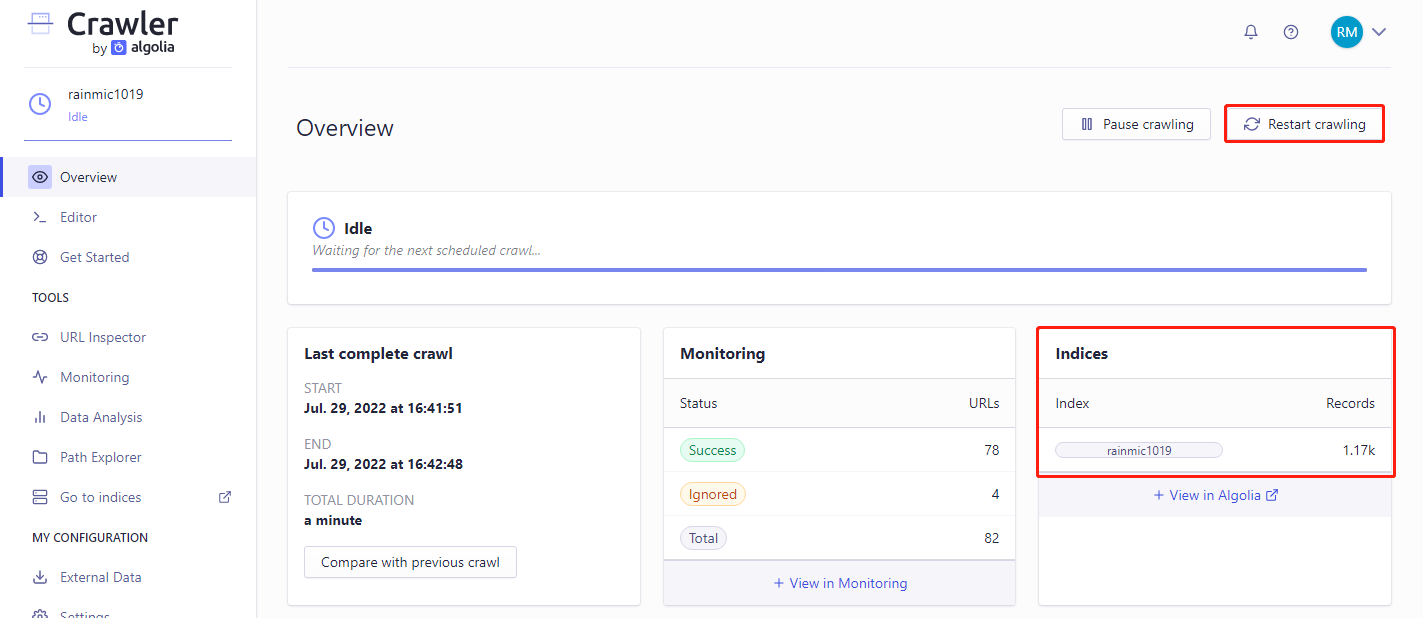 Crawler
by algolia
RM
rainmic1019
Idle
Overview
Pause crawling
Restart crawling
Overview
Editor
Get Started
TOOLS
URL Inspector
Monitoring
Data Analysis
Path Explorer
Go to indices
MY CONFIGURATION
External Data
Settings
Idle
Waiting for the next scheduled crawl...
Last complete crawl
START
Jul. 29, 2022 at 16:41:51
END
Jul. 29, 2022 at 16:42:48
TOTAL DURATION
a minute
Compare with previous crawl
Monitoring
Status URLs
Success 78
Ignored 4
Total 82
+ View in Monitoring
Indices
Index Records
rainmic1019 1.17k
+ View in Algolia